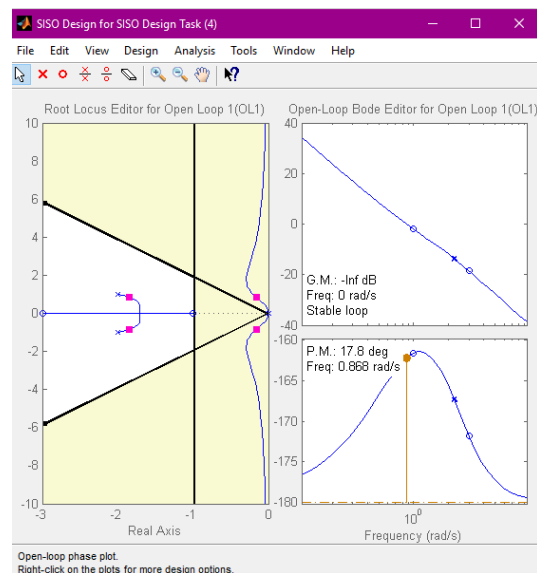 SISO Design for SISO Design Task (4)
File Edit View Design Analysis Tools Window Help
Root Locus Editor for Open Loop 1(OL1)
10
8
6
4
2
0
-2
-4
-6
-8
-10
-3 -2 -1 0
Real Axis
Open-Loop Bode Editor for Open Loop 1(OL1)
40
20
0
-20
-40
G.M.: -Inf dB
Freq: 0 rad/s
Stable loop
-160
-165
-170
-175
-180
P.M.: 17.8 deg
Freq: 0.868 rad/s
10^0
Frequency (rad/s)
Open-loop phase plot.
Right-click on the plots for more design options.